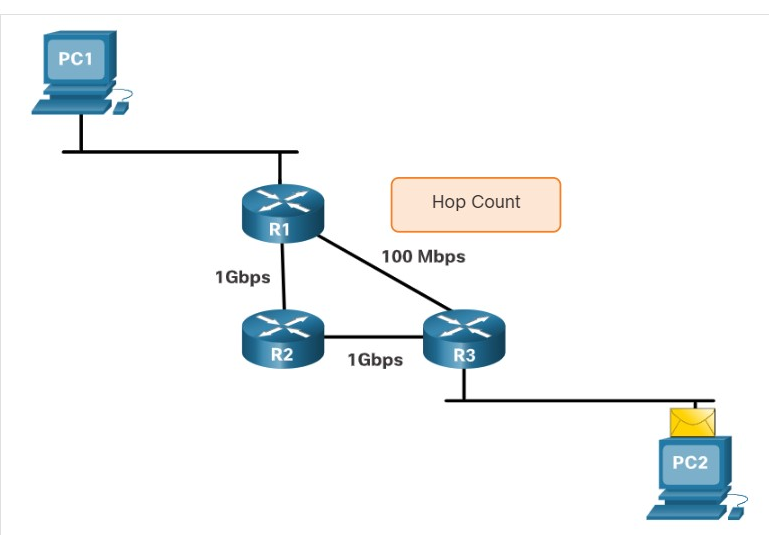 PC1
Hop Count
R1
100 Mbps
1Gbps
R2
R3
1Gbps
PC2